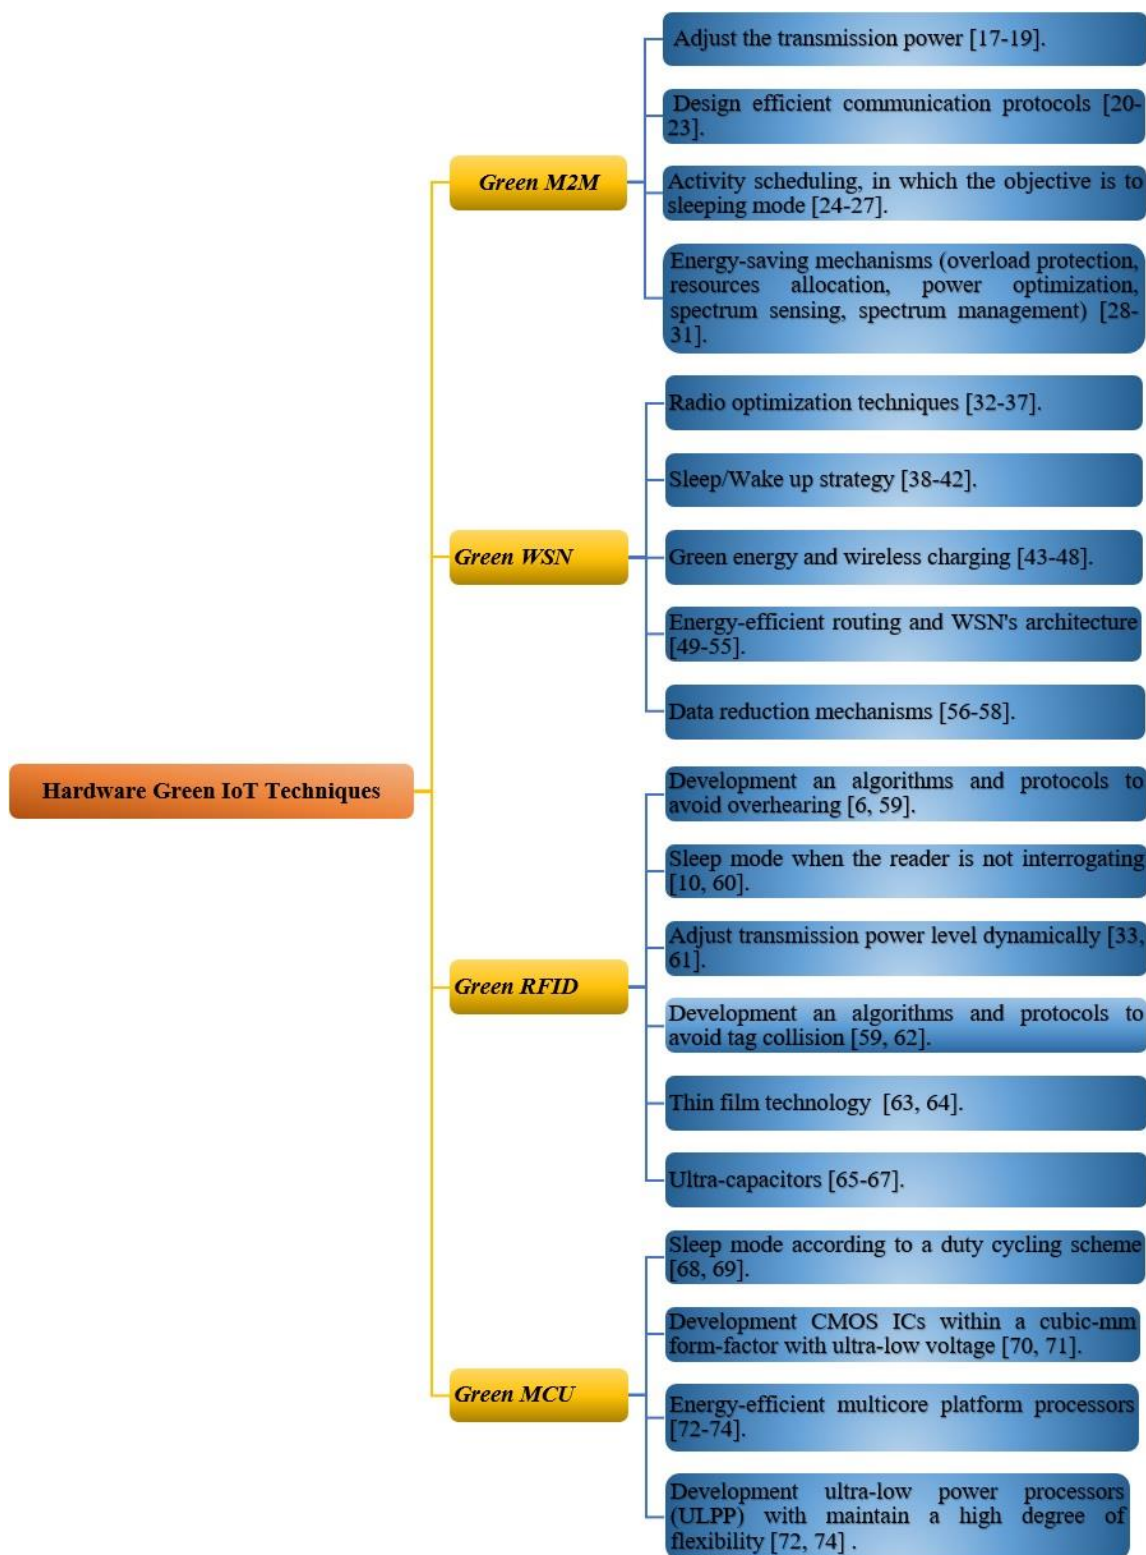 Hardware Green IoT Techniques
Green M2M
Adjust the transmission power [17-19].
Design efficient communication protocols [20-
23].
Activity scheduling, in which the objective is to
sleeping mode [24-27].
Energy-saving mechanisms (overload protection,
resources allocation, power optimization,
spectrum sensing, spectrum management) [28-
31].
Green WSN
Radio optimization techniques [32-37].
Sleep/Wake up strategy [38-42].
Green energy and wireless charging [43-48].
Energy-efficient routing and WSN's architecture
[49-55].
Data reduction mechanisms [56-58].
Green RFID
Development an algorithms and protocols to
avoid overhearing [6, 59].
Sleep mode when the reader is not interrogating
[10, 60].
Adjust transmission power level dynamically [33,
61].
Development an algorithms and protocols to
avoid tag collision [59, 62].
Thin film technology [63, 64].
Ultra-capacitors [65-67].
Green MCU
Sleep mode according to a duty cycling scheme
[68, 69].
Development CMOS ICs within a cubic-mm
form-factor with ultra-low voltage [70, 71].
Energy-efficient multicore platform processors
[72-74].
Development ultra-low power processors
(ULPP) with maintain a high degree of
flexibility [72, 74] .